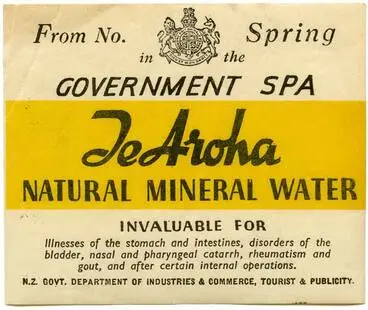 From No. Spring
in the
GOVERNMENT SPA
Te Aroha
NATURAL MINERAL WATER
INVALUABLE FOR
Illnesses of the stomach and intestines, disorders of the
bladder, nasal and pharyngeal catarrh, rheumatism and
gout, and after certain internal operations.
N.Z. GOVT. DEPARTMENT OF INDUSTRIES & COMMERCE, TOURIST & PUBLICITY.